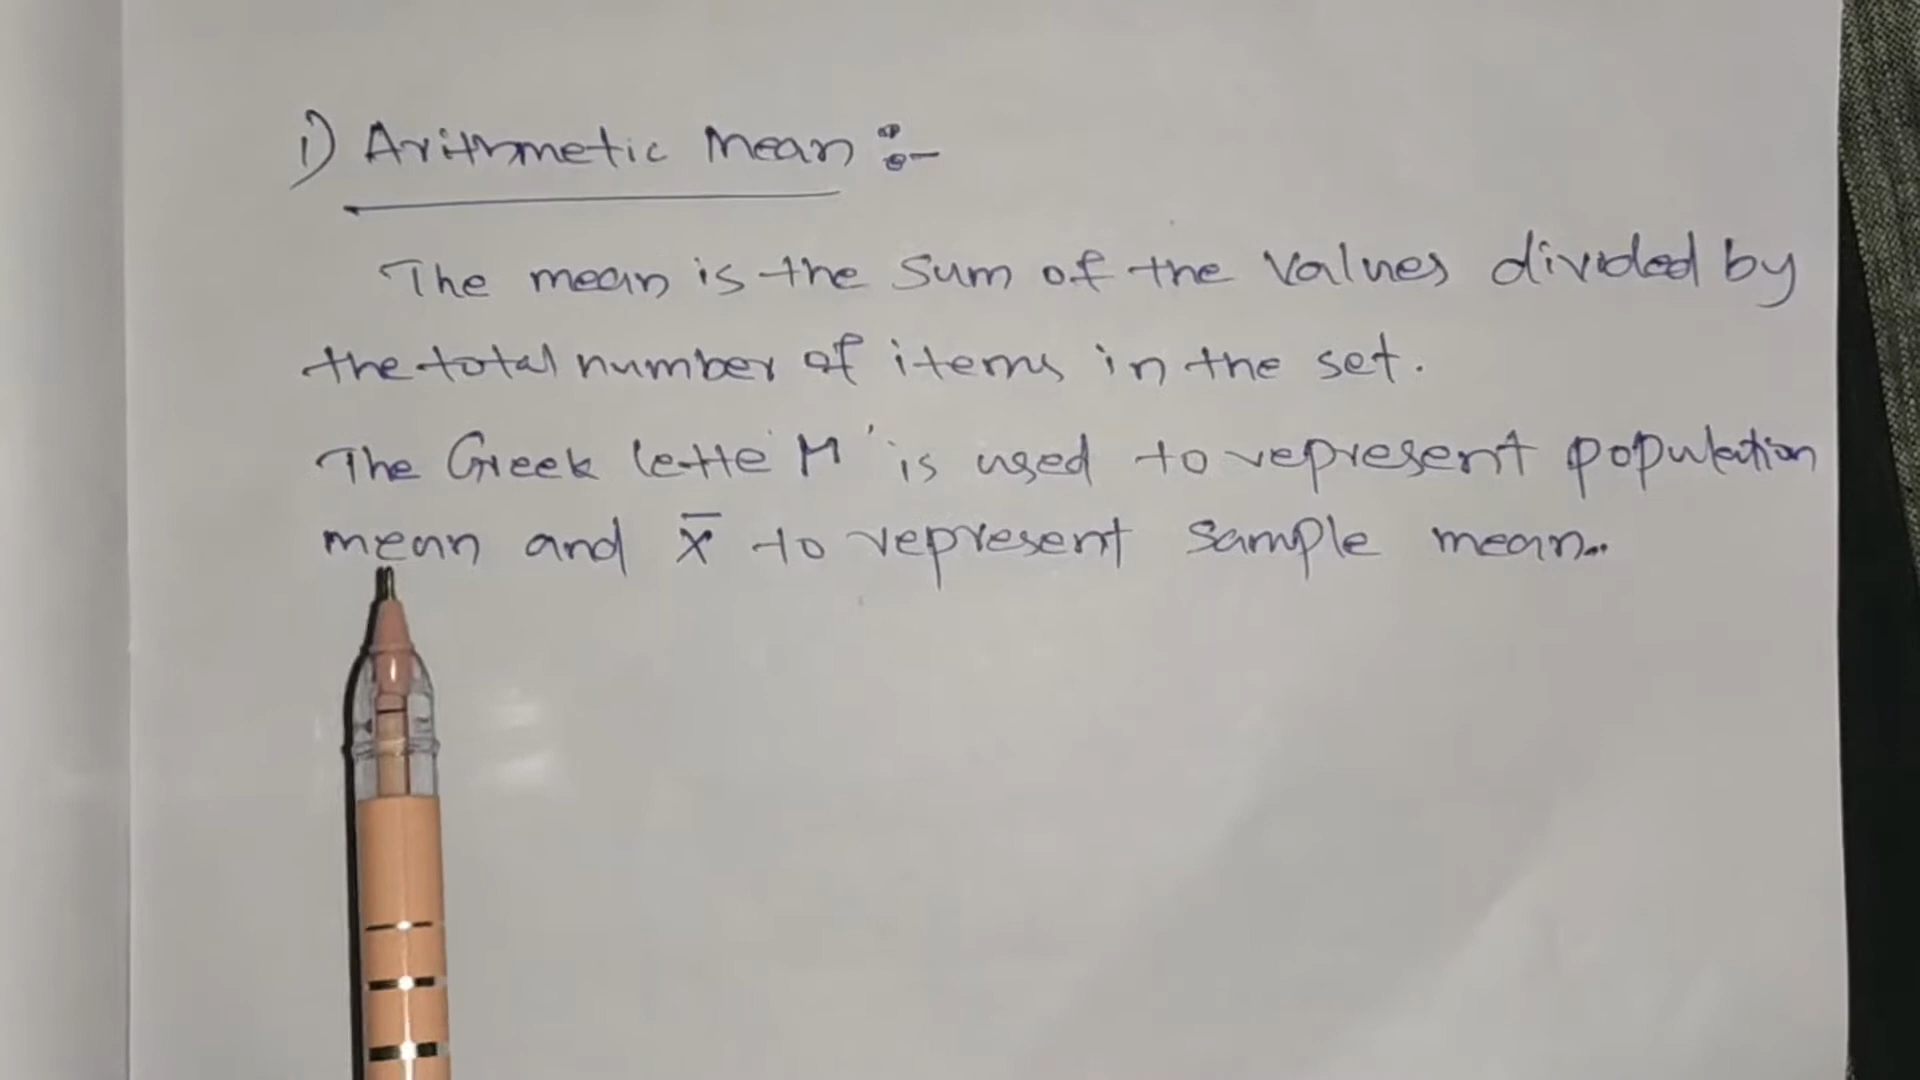 1) Arithmetic Mean :-
The mean is the sum of the values divided by
the total number of items in the set.
The Greek lette 'M' is used to represent population
mean and x̄ to represent sample mean..